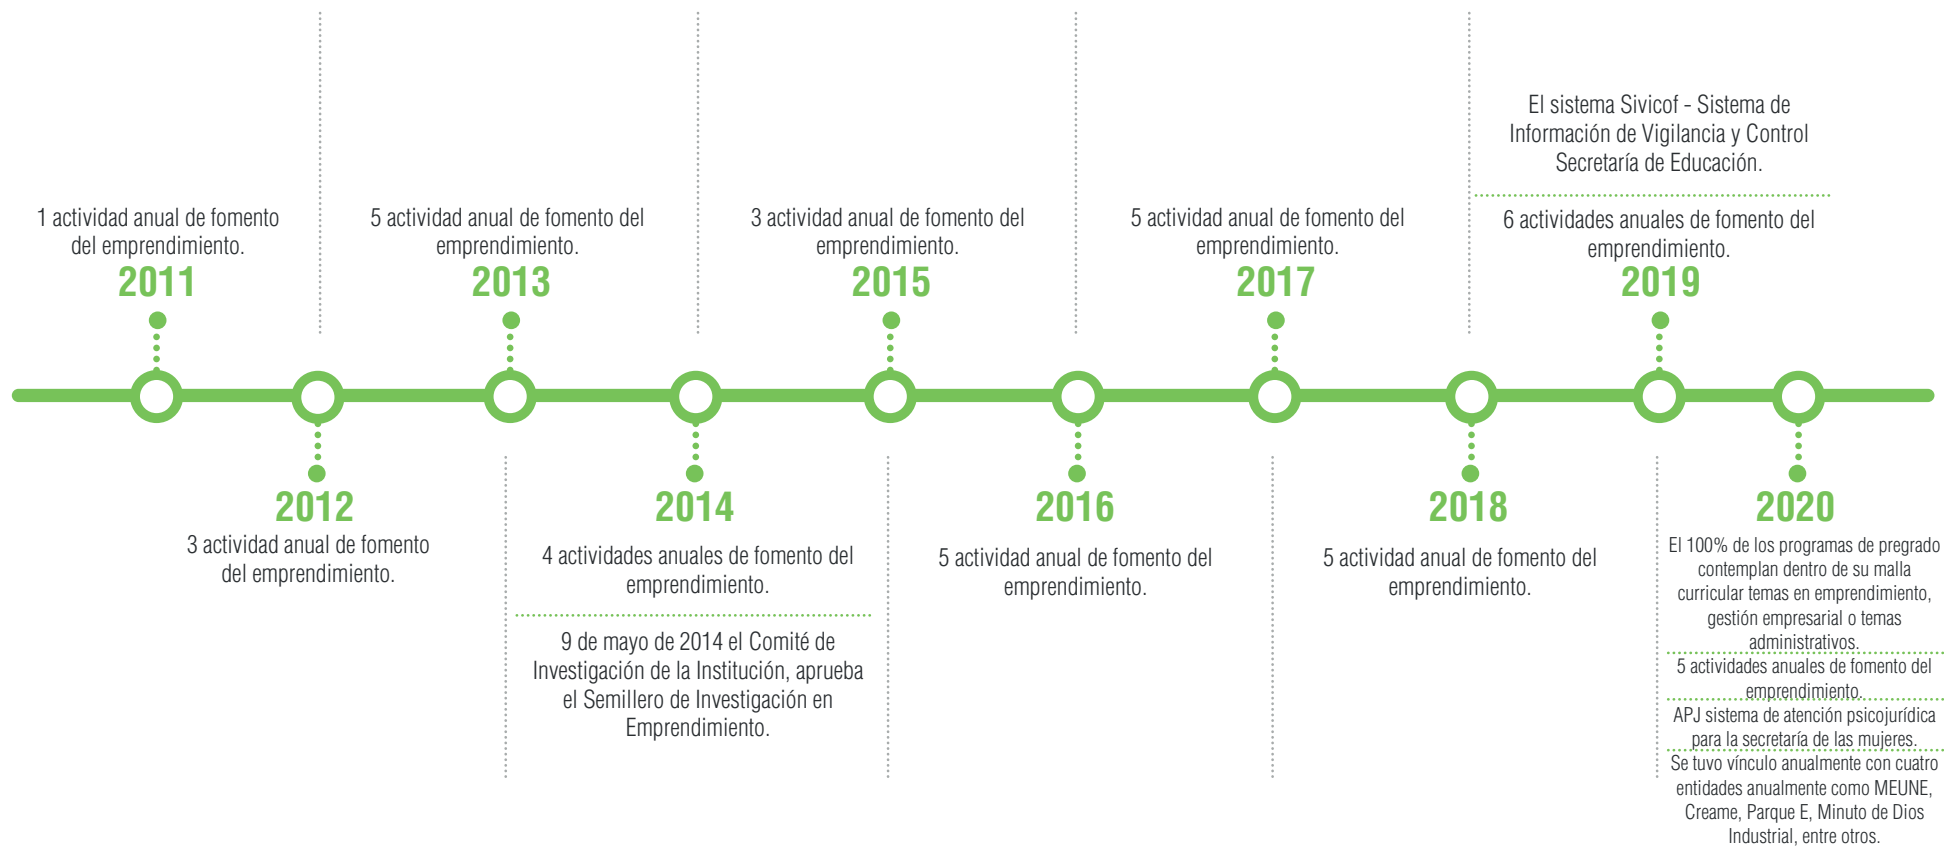 1 actividad anual de fomento
del emprendimiento.
2011
3 actividad anual de fomento
del emprendimiento.
2012
5 actividad anual de fomento del
emprendimiento.
2013
2014
4 actividades anuales de fomento del
emprendimiento.
9 de mayo de 2014 el Comité de
Investigación de la Institución, aprueba
el Semillero de Investigación en
Emprendimiento.
3 actividad anual de fomento del
emprendimiento.
2015
2016
5 actividad anual de fomento del
emprendimiento.
5 actividad anual de fomento del
emprendimiento.
2017
2018
5 actividad anual de fomento del
emprendimiento.
El sistema Sivicof - Sistema de
Información de Vigilancia y Control
Secretaría de Educación.
6 actividades anuales de fomento del
emprendimiento.
2019
2020
El 100% de los programas de pregrado
contemplan dentro de su malla
curricular temas en emprendimiento,
gestión empresarial o temas
administrativos.
5 actividades anuales de fomento del
emprendimiento.
APJ sistema de atención psicojurídica
para la secretaría de las mujeres.
Se tuvo vínculo anualmente con cuatro
entidades anualmente como MEUNE,
Creame, Parque E, Minuto de Dios
Industrial, entre otros.